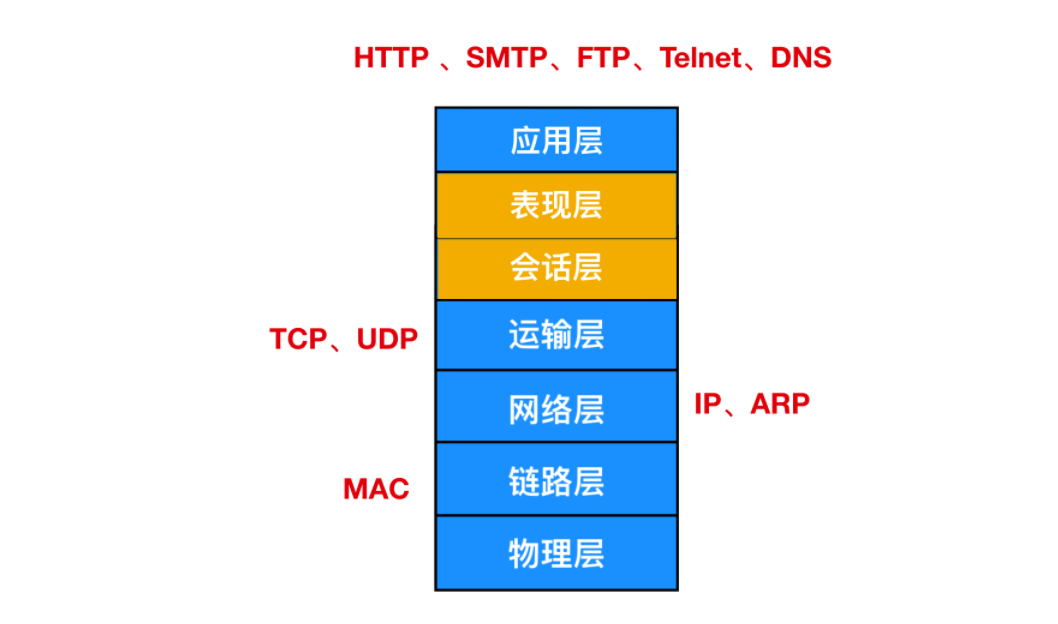 HTTP 、SMTP、FTP、Telnet、DNS
应用层
表现层
会话层
运输层
TCP、UDP
网络层
IP、ARP
链路层
MAC
物理层